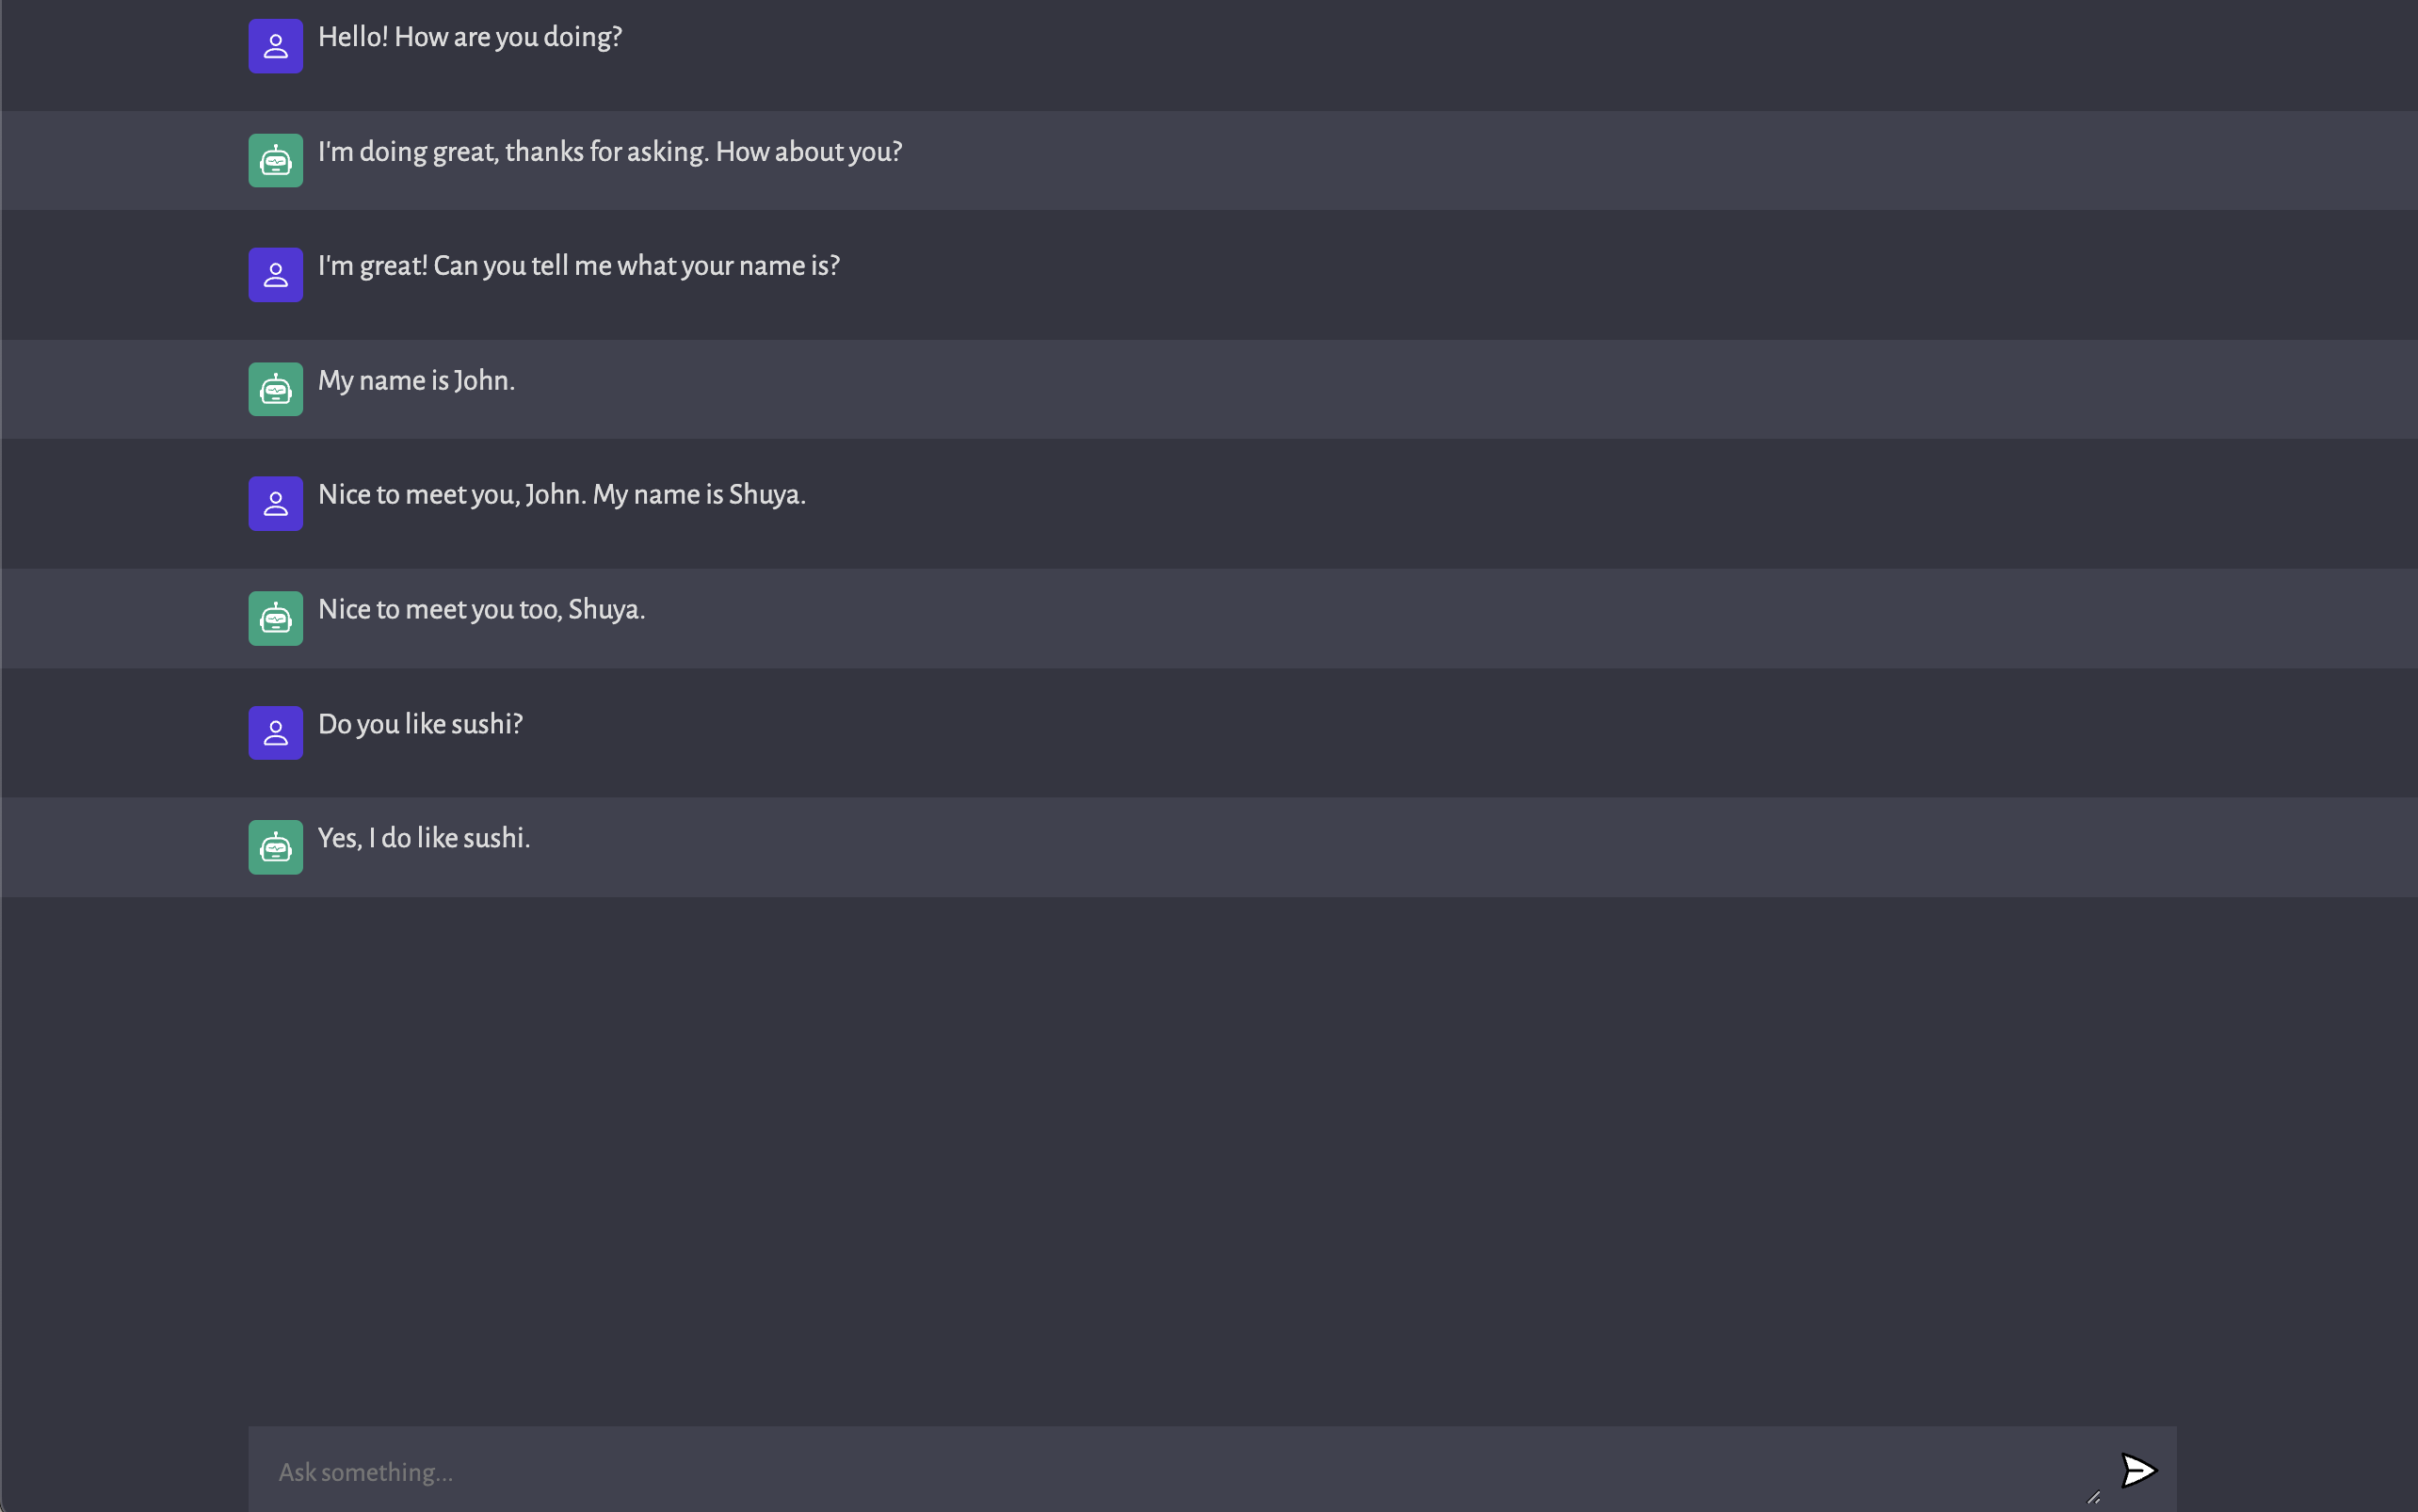 Hello! How are you doing?
I'm doing great, thanks for asking. How about you?
I'm great! Can you tell me what your name is?
My name is John.
Nice to meet you, John. My name is Shuya.
Nice to meet you too, Shuya.
Do you like sushi?
Yes, I do like sushi.
Ask something...